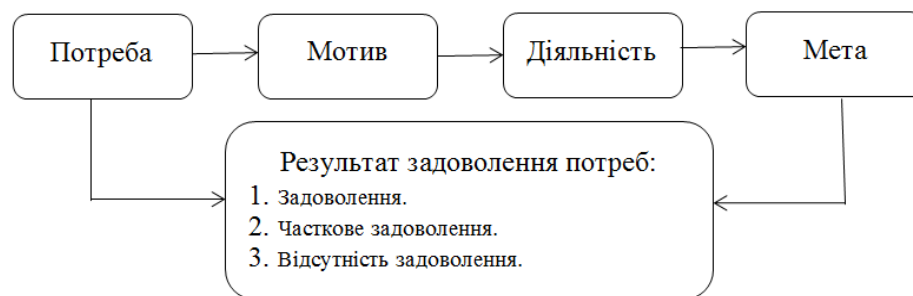 Потреба
Мотив
Діяльність
Мета
Результат задоволення потреб:
1. Задоволення.
2. Часткове задоволення.
3. Відсутність задоволення.